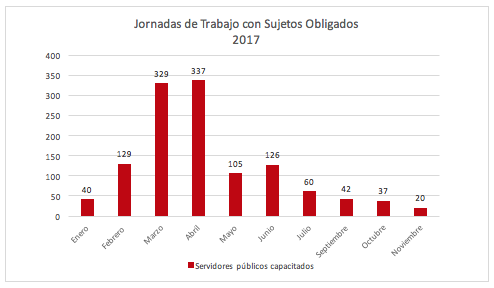 Jornadas de Trabajo con Sujetos Obligados
2017
400
350
300
250
200
150
100
50
0
40
129
329
337
105
126
60
42
37
20
Enero
Febrero
Marzo
Abril
Mayo
Junio
Julio
Septiembre
Octubre
Noviembre
Servidores públicos capacitados